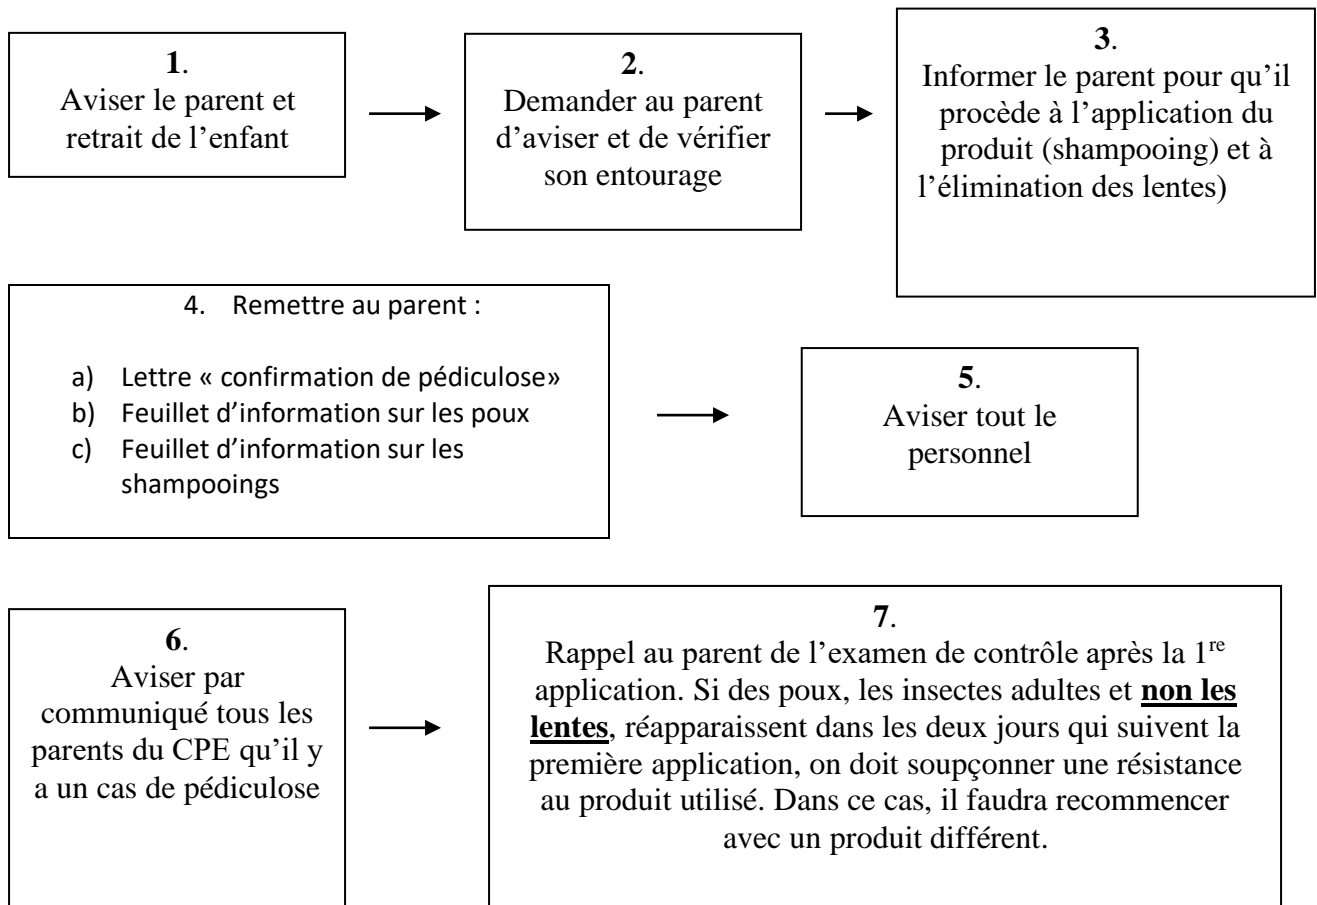 1.
Aviser le parent et
retrait de l’enfant
2.
Demander au parent
d’aviser et de vérifier
son entourage
3.
Informer le parent pour qu’il
procède à l’application du
produit (shampooing) et à
l’élimination des lentes)
4. Remettre au parent :
a) Lettre « confirmation de pédiculose»
b) Feuillet d’information sur les poux
c) Feuillet d’information sur les
shampooings
5.
Aviser tout le
personnel
6.
Aviser par
communiqué tous les
parents du CPE qu’il y
a un cas de pédiculose
7.
Rappel au parent de l’examen de contrôle après la 1re
application. Si des poux, les insectes adultes et non les
lentes, réapparaissent dans les deux jours qui suivent la
première application, on doit soupçonner une résistance
au produit utilisé. Dans ce cas, il faudra recommencer
avec un produit différent.